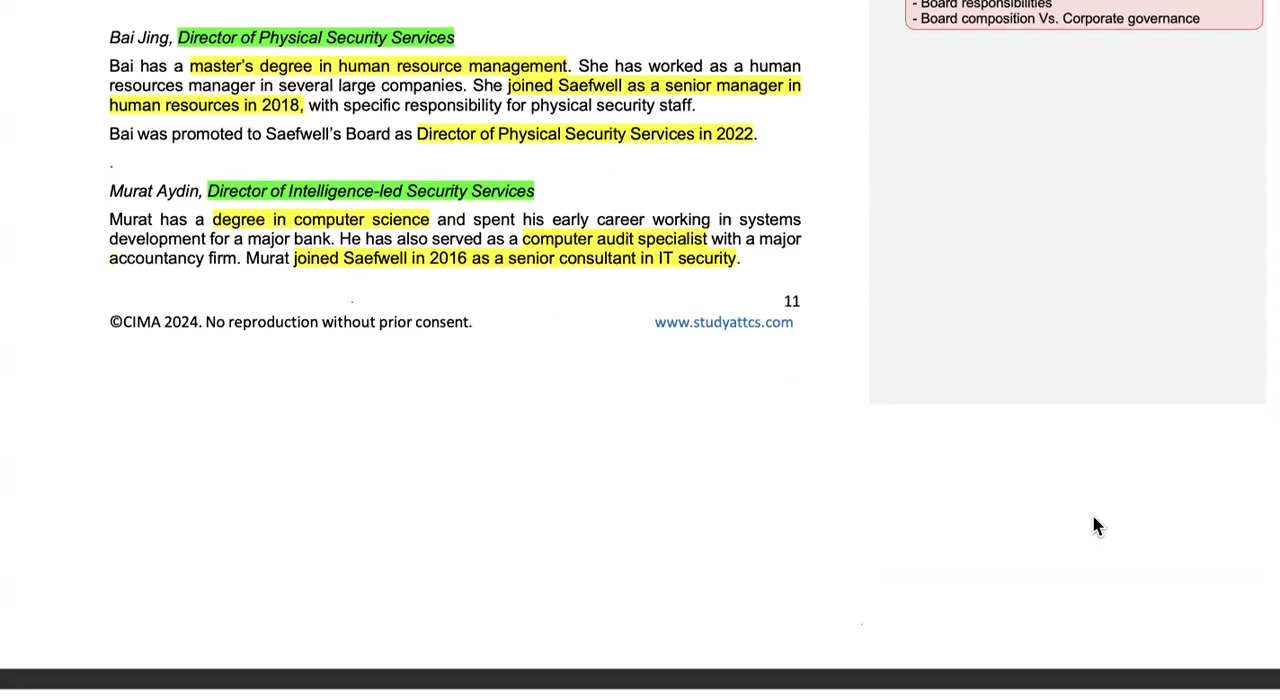 - Board responsibilities
- Board composition Vs. Corporate governance
Bai Jing, Director of Physical Security Services
Bai has a master’s degree in human resource management. She has worked as a human
resources manager in several large companies. She joined Saefwell as a senior manager in
human resources in 2018, with specific responsibility for physical security staff.
Bai was promoted to Saefwell’s Board as Director of Physical Security Services in 2022.
Murat Aydin, Director of Intelligence-led Security Services
Murat has a degree in computer science and spent his early career working in systems
development for a major bank. He has also served as a computer audit specialist with a major
accountancy firm. Murat joined Saefwell in 2016 as a senior consultant in IT security.
11
©CIMA 2024. No reproduction without prior consent.
www.studyattcs.com